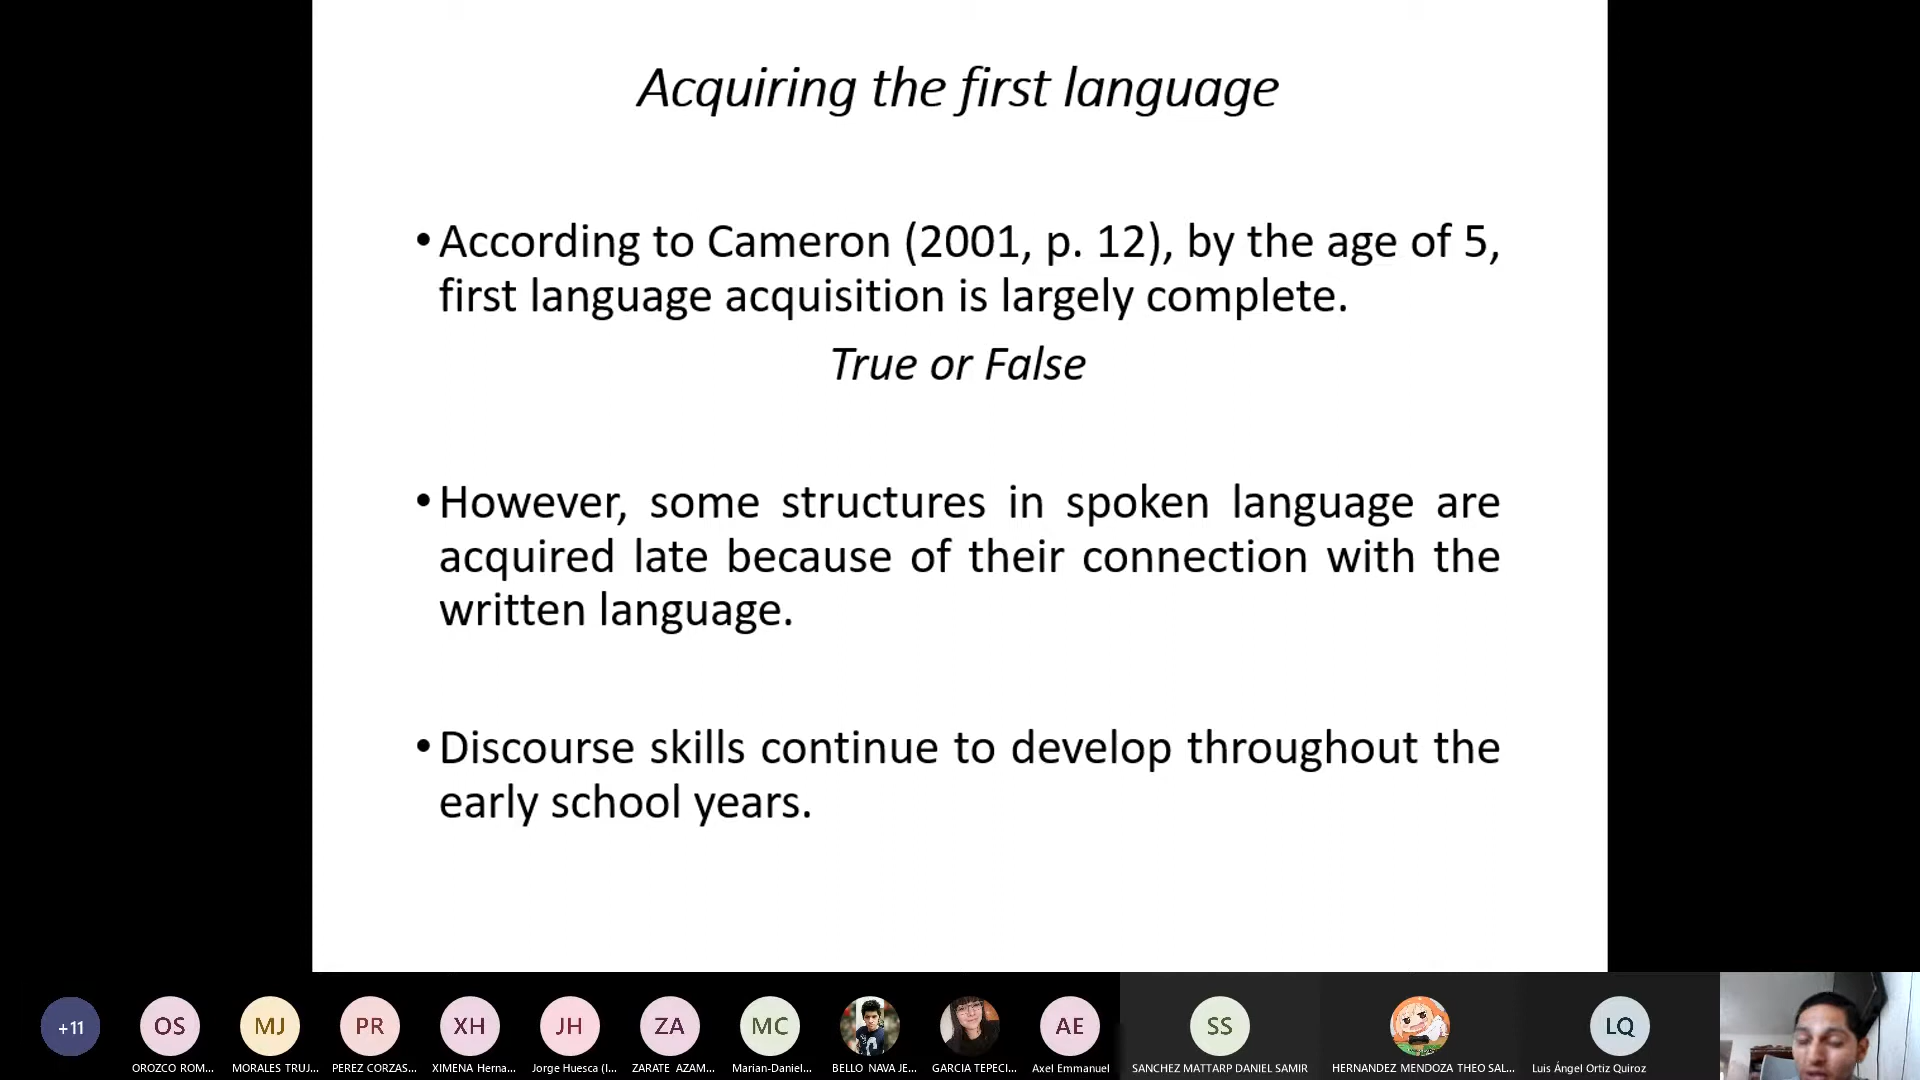 Acquiring the first language
•According to Cameron (2001, p. 12), by the age of 5,
first language acquisition is largely complete.
True or False
•However, some structures in spoken language are
acquired late because of their connection with the
written language.
•Discourse skills continue to develop throughout the
early school years.
+11 OS MJ PR XH JH ZA MC AE SS LQ
OROZCO ROM... MORALES TRUJ... PEREZ CORZAS... XIMENA Herna... Jorge Huesca (I... ZARATE AZAM... Marian-Daniel... BELLO NAVA JE... GARCIA TEPECI... Axel Emmanuel SANCHEZ MATTARP DANIEL SAMIR HERNANDEZ MENDOZA THEO SAL... Luis Ángel Ortiz Quiroz